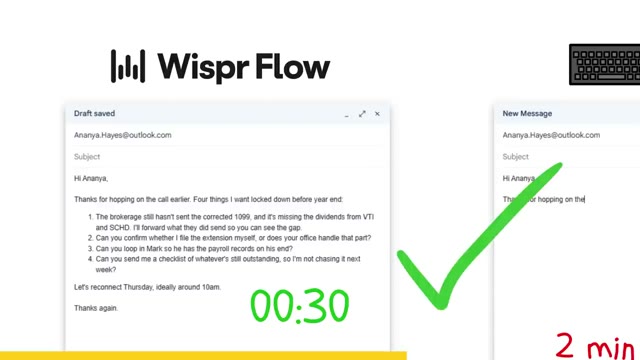 Wispr Flow
Draft saved
Ananya.Hayes@outlook.com
Subject
Hi Ananya,
Thanks for hopping on the call earlier. Four things I want locked down before year end:
1. The brokerage still hasn't sent the corrected 1099, and it's missing the dividends from VTI
and SCHD. I'll forward what they did send so you can see the gap.
2. Can you confirm whether I file the extension myself, or does your office handle that part?
3. Can you loop in Mark so he has the payroll records on his end?
4. Can you send me a checklist of whatever's still outstanding, so I'm not chasing it next
week?
Let's reconnect Thursday, ideally around 10am.
Thanks again.
00:30
New Message
Ananya.Hayes@outlook.com
Subject
Hi Ananya,
for hopping on the
2 min